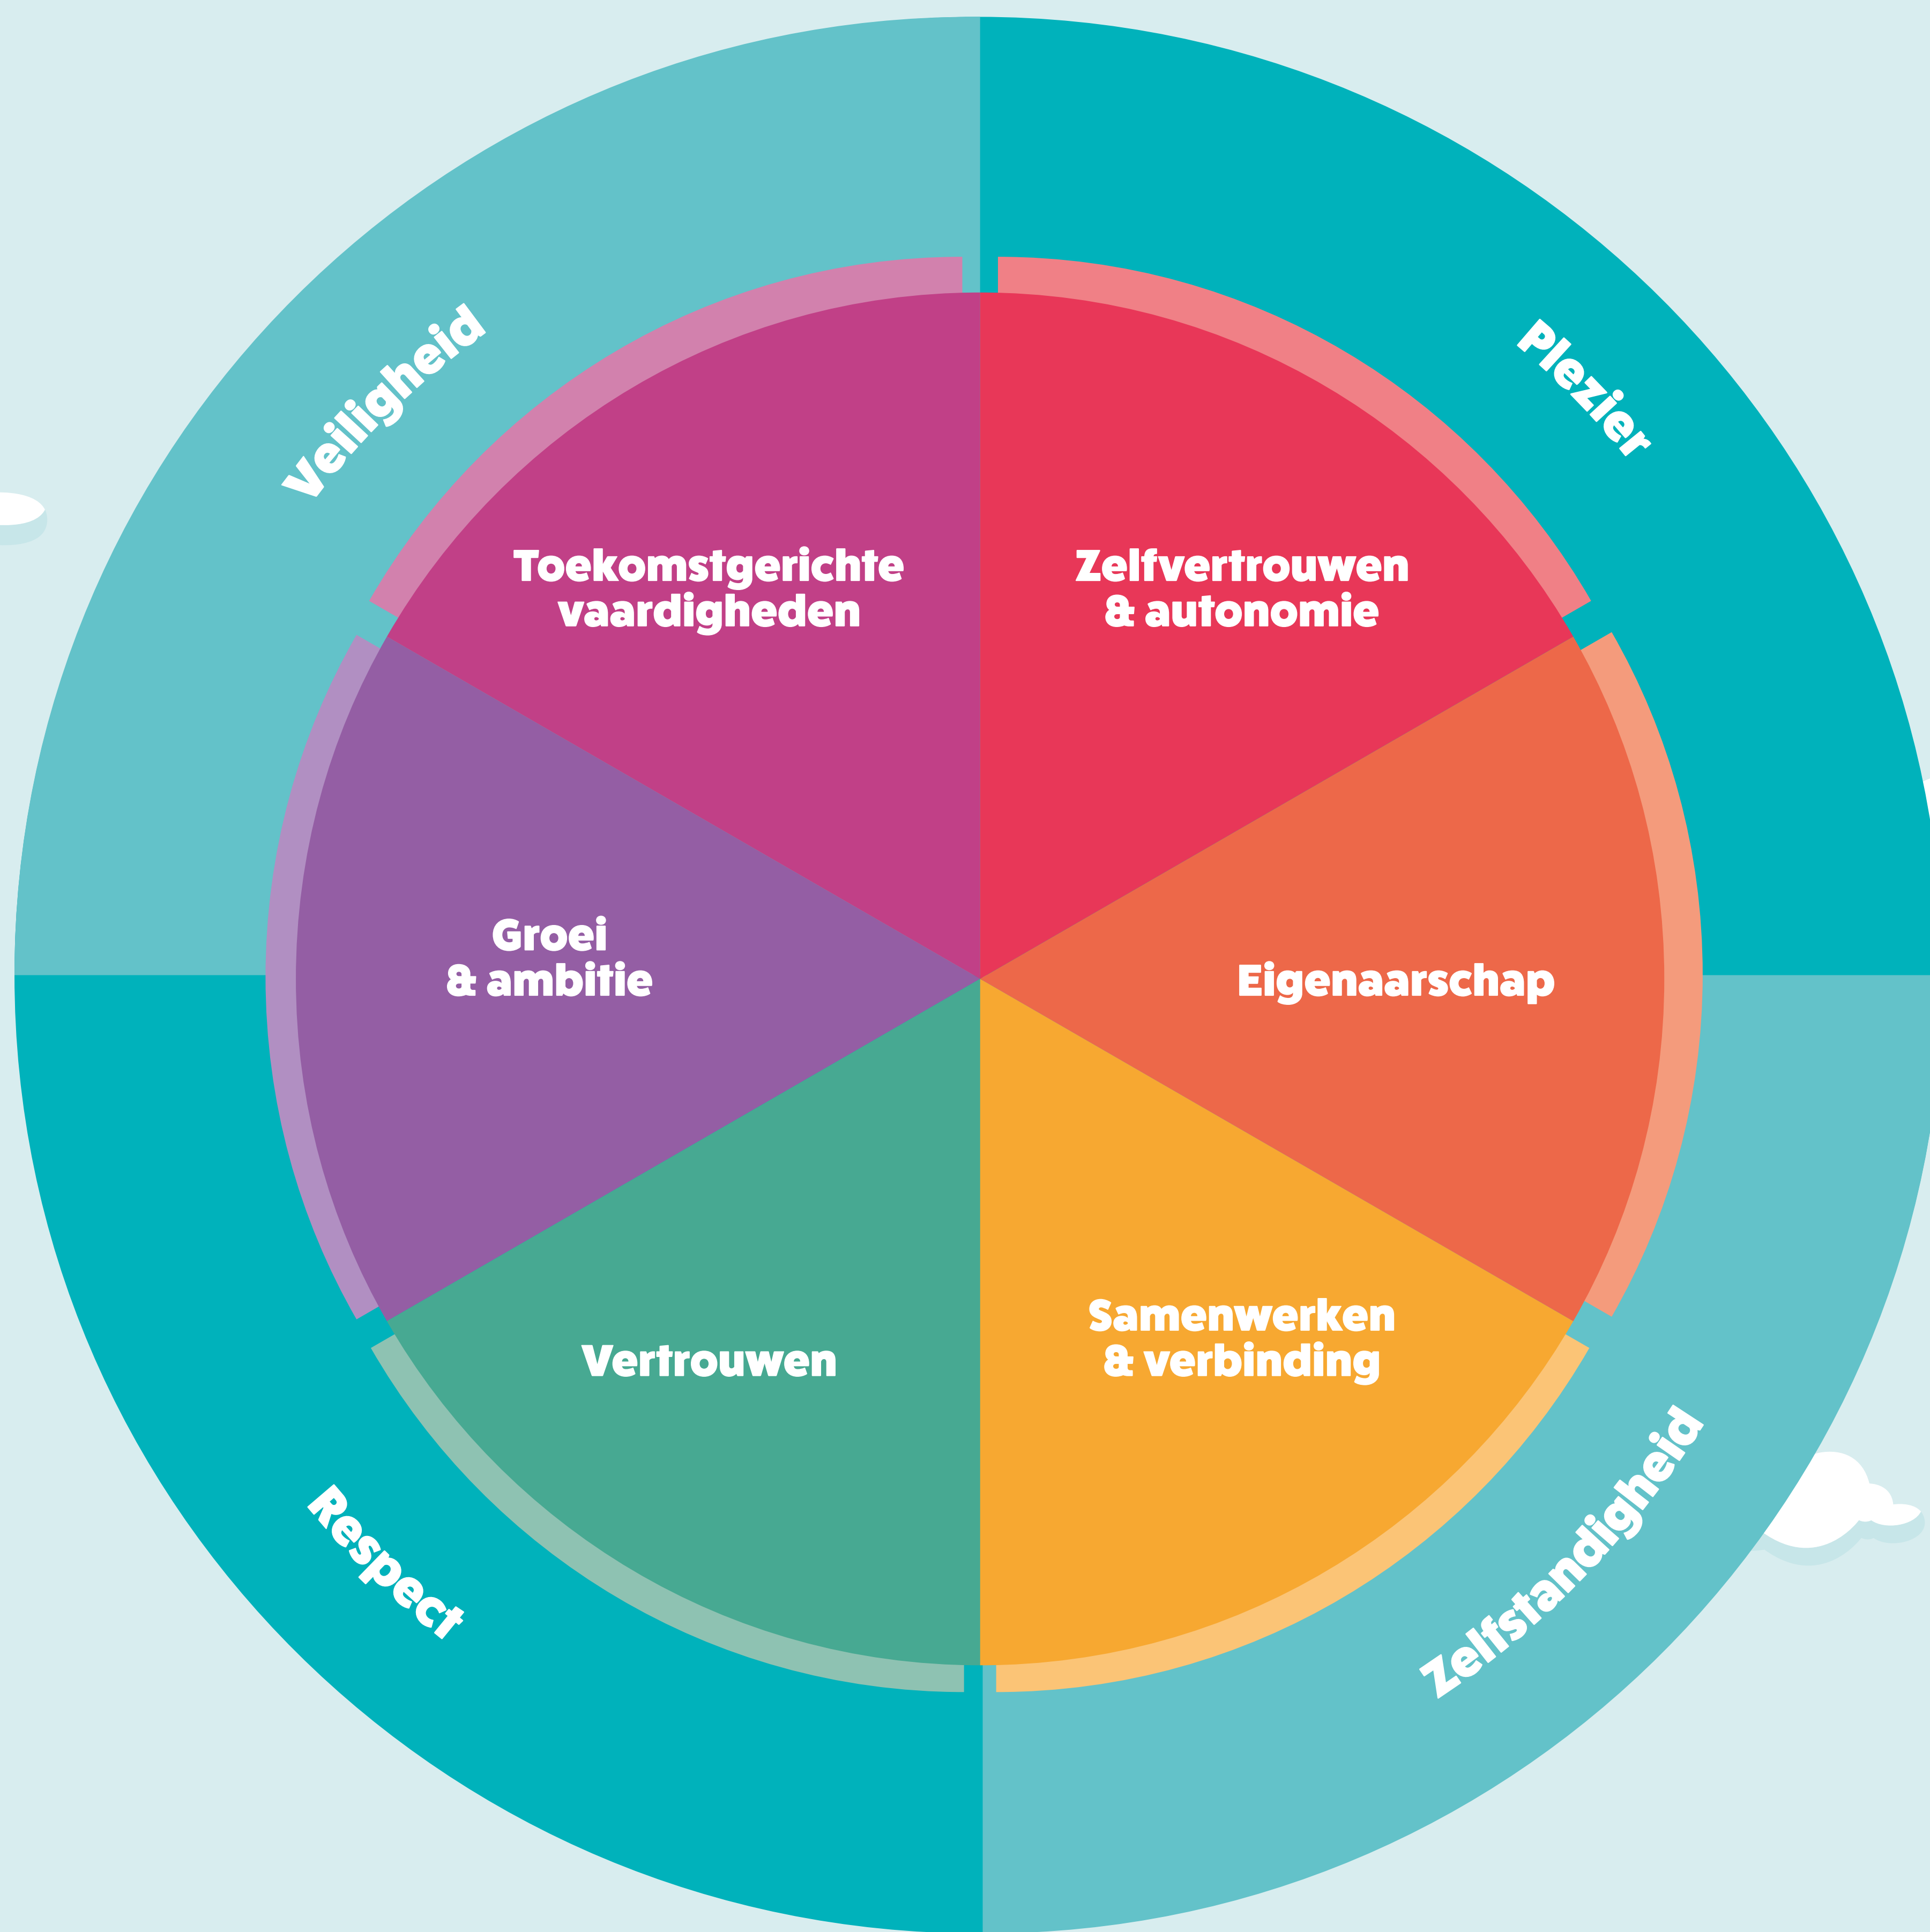 Veiligheid
Plezier
Toekomstgerichte
vaardigheden
Zelfvertrouwen
& autonomie
Groei
& ambitie
Eigenaarschap
Vertrouwen
Samenwerken
& verbinding
Respect
Zelfstandigheid